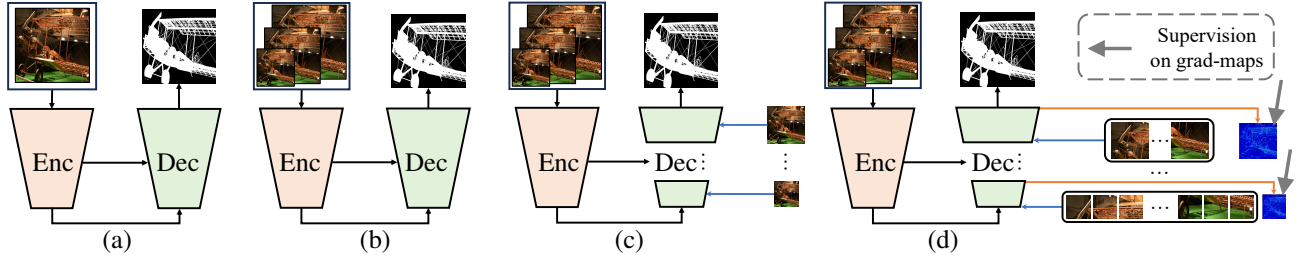 Enc
Dec
(a)
Enc
Dec
(b)
Enc
Dec
⋮
⋮
(c)
Enc
Dec
⋮
...
...
...
(d)
Supervision
on grad-maps